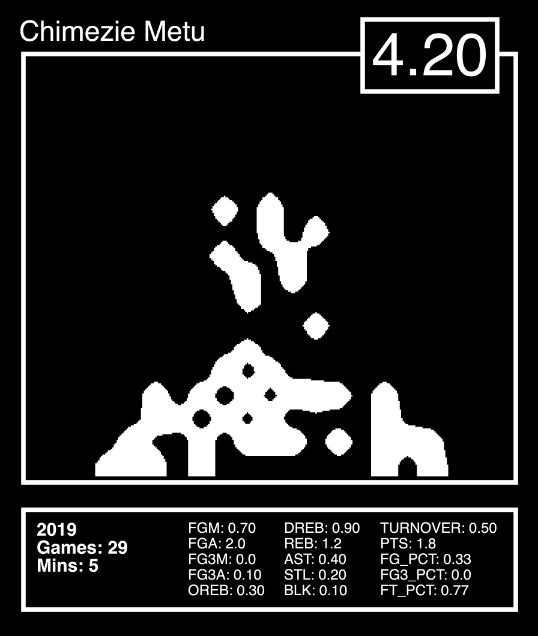 Chimezie Metu
4.20
2019
Games: 29
Mins: 5
FGM: 0.70
FGA: 2.0
FG3M: 0.0
FG3A: 0.10
OREB: 0.30
DREB: 0.90
REB: 1.2
AST: 0.40
STL: 0.20
BLK: 0.10
TURNOVER: 0.50
PTS: 1.8
FG_PCT: 0.33
FG3_PCT: 0.0
FT_PCT: 0.77